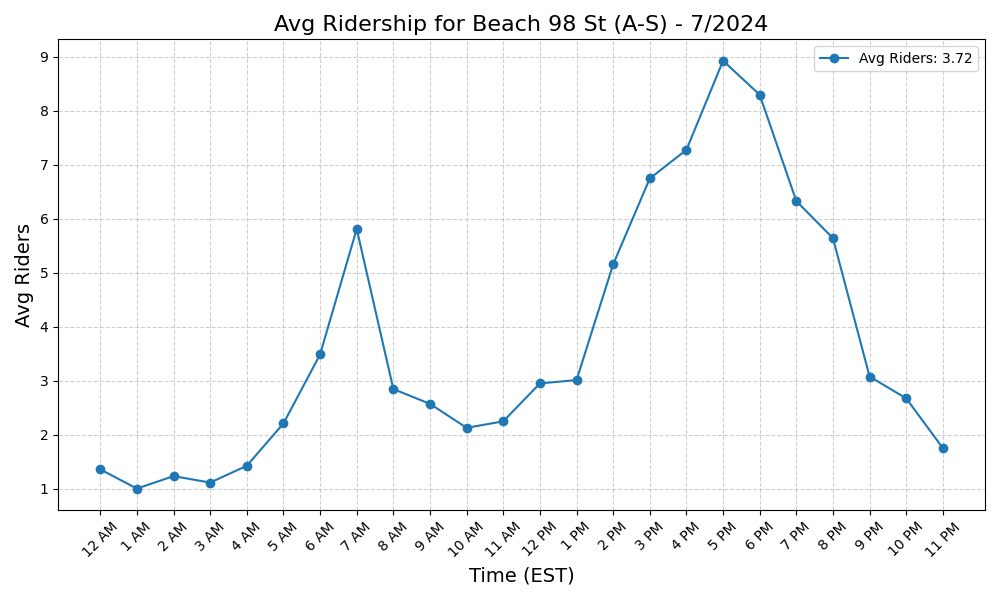 Avg Ridership for Beach 98 St (A-S) - 7/2024
Avg Riders: 3.72
Avg Riders
9
8
7
6
5
4
3
2
1
12 AM
1 AM
2 AM
3 AM
4 AM
5 AM
6 AM
7 AM
8 AM
9 AM
10 AM
11 AM
12 PM
1 PM
2 PM
3 PM
4 PM
5 PM
6 PM
7 PM
8 PM
9 PM
10 PM
11 PM
Time (EST)